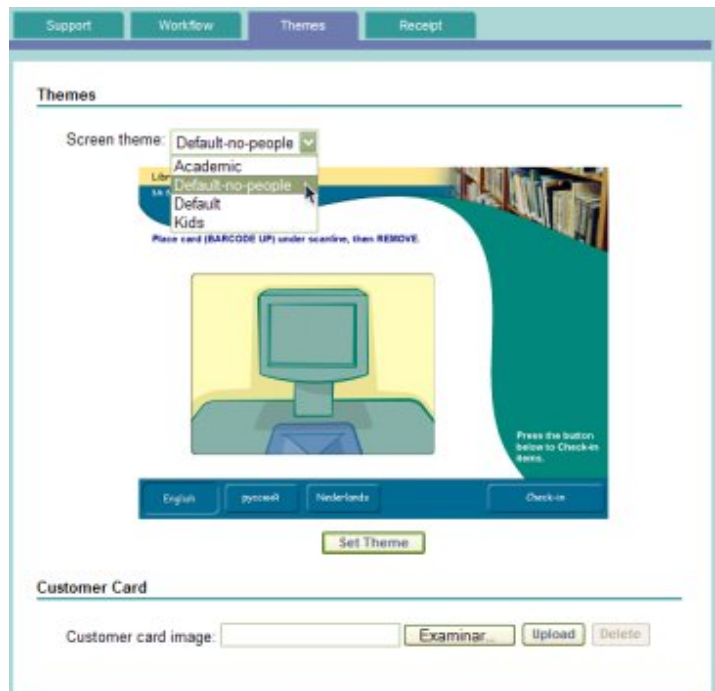 Support Workflow Themes Receipt
Themes
Screen theme: Default-no-people
Academic
Default-no-people
Default
Kids
Place card (BARCODE UP) under scanline, then REMOVE.
Press the button
below to Check-in
items.
English русский Nederlands Check-in
Set Theme
Customer Card
Customer card image: Examinar... Upload Delete